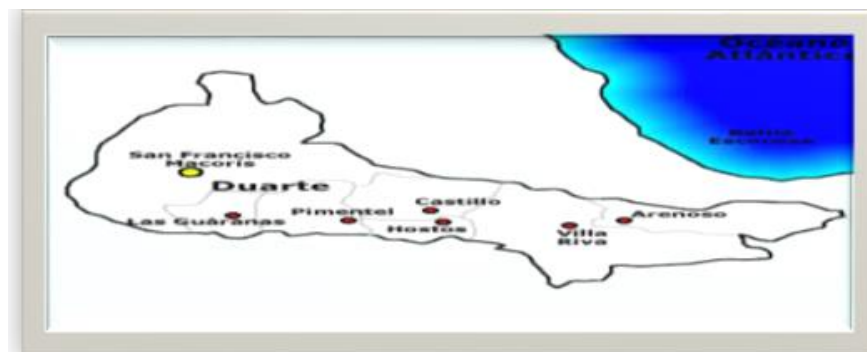 Océano
Atlántico
Bahía
Escocesa
San Francisco
Macorís
Duarte
Castillo
Las Guáranas
Pimentel
Hostos
Arenoso
Villa
Riva